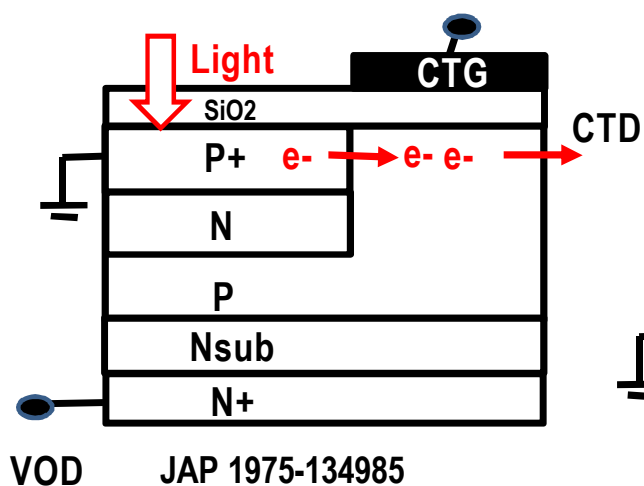 Light
CTG
SiO2
CTD
P+ e- e- e-
N
P
Nsub
N+
VOD JAP 1975-134985